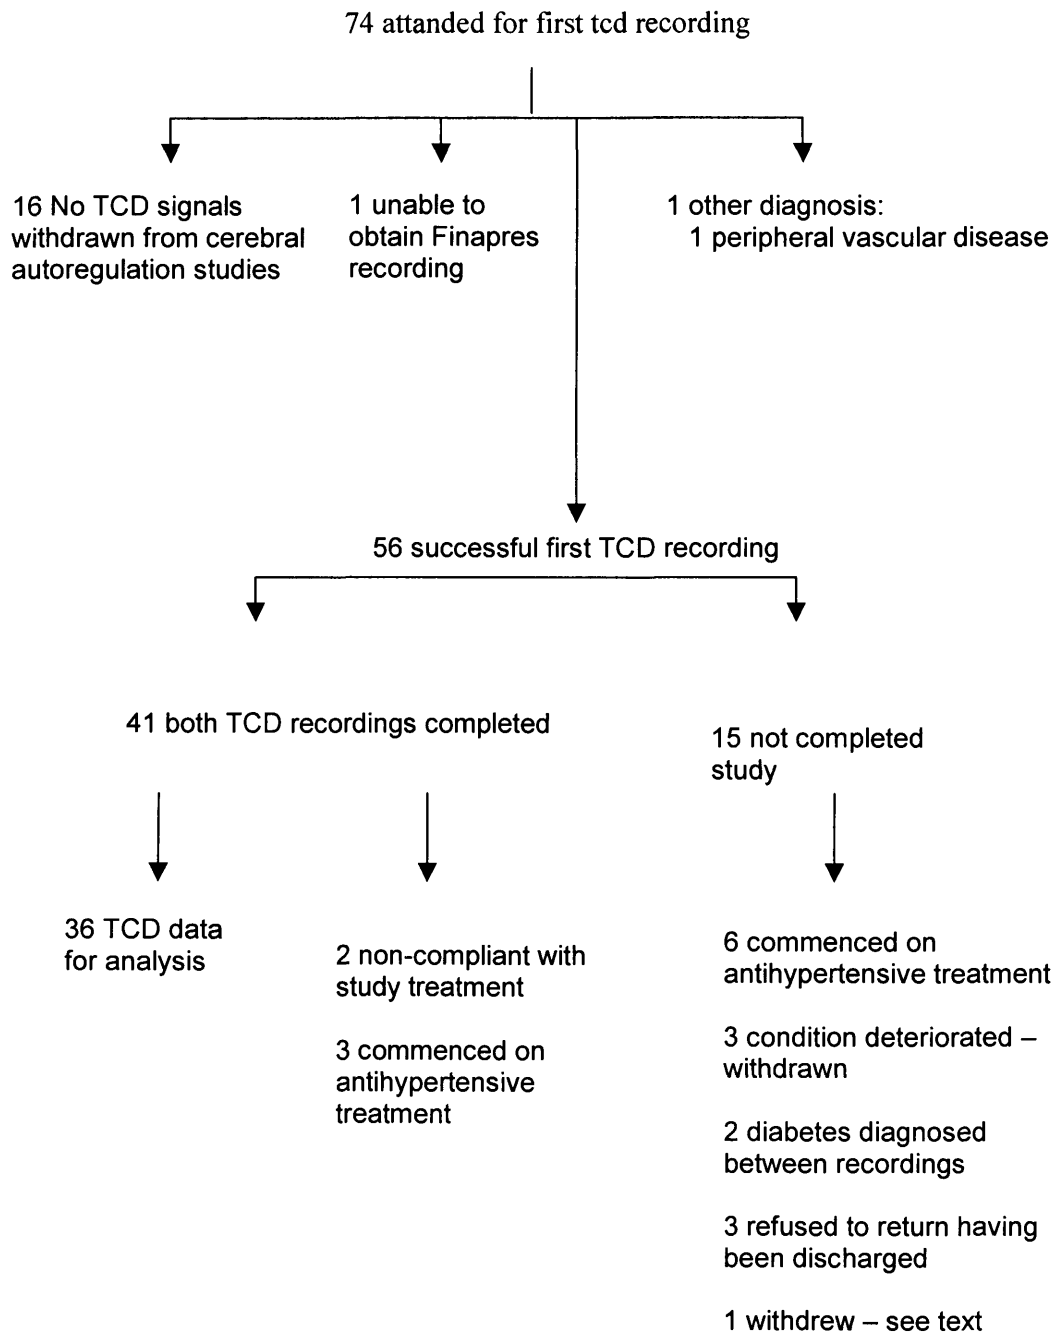 74 attanded for first tcd recording
16 No TCD signals
withdrawn from cerebral
autoregulation studies
1 unable to
obtain Finapres
recording
1 other diagnosis:
1 peripheral vascular disease
56 successful first TCD recording
41 both TCD recordings completed
15 not completed
study
36 TCD data
for analysis
2 non-compliant with
study treatment
3 commenced on
antihypertensive
treatment
6 commenced on
antihypertensive treatment
3 condition deteriorated –
withdrawn
2 diabetes diagnosed
between recordings
3 refused to return having
been discharged
1 withdrew – see text